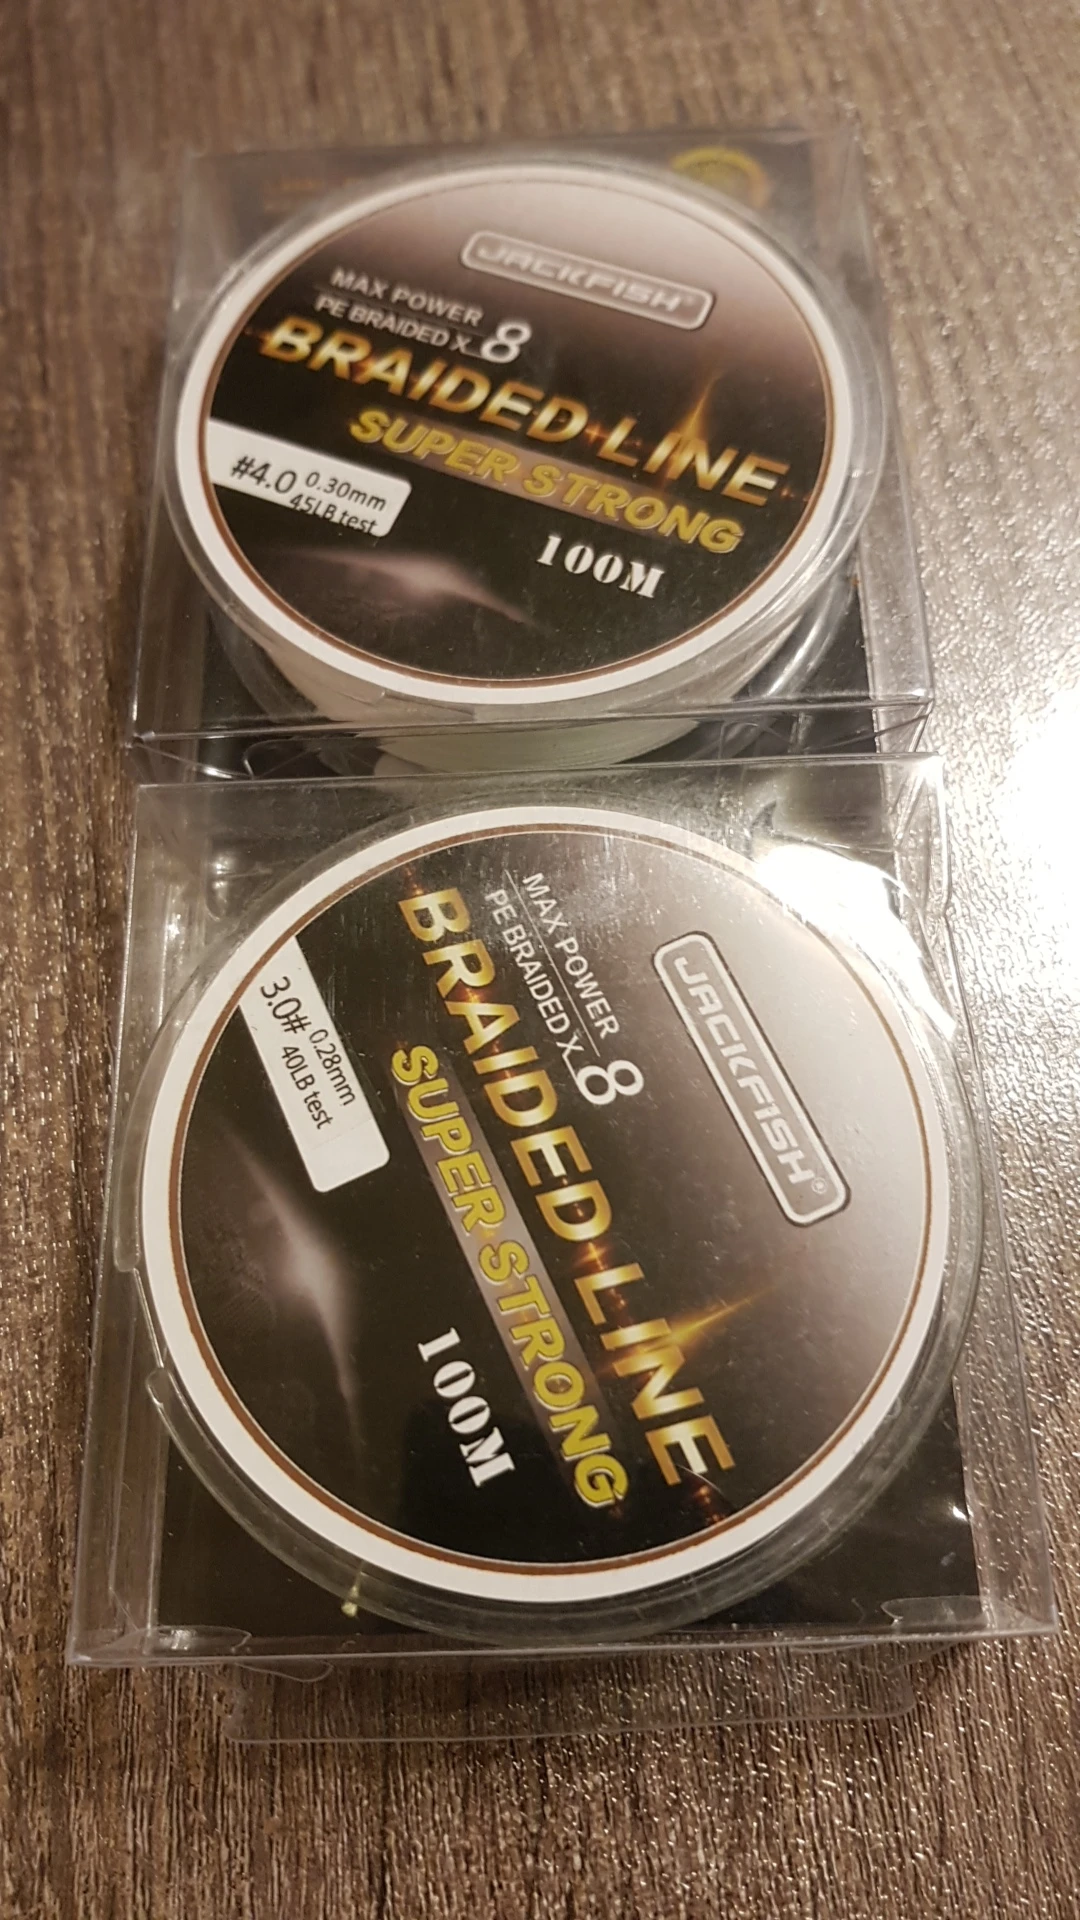 JACKFISH
MAX POWER
PE BRAIDED X 8
BRAIDED LINE
SUPER STRONG
#4.0 0.30mm
45LB test
100M
JACKFISH®
MAX POWER
PE BRAIDED X 8
BRAIDED LINE
SUPER STRONG
3.0# 0.28mm
40LB test
100M